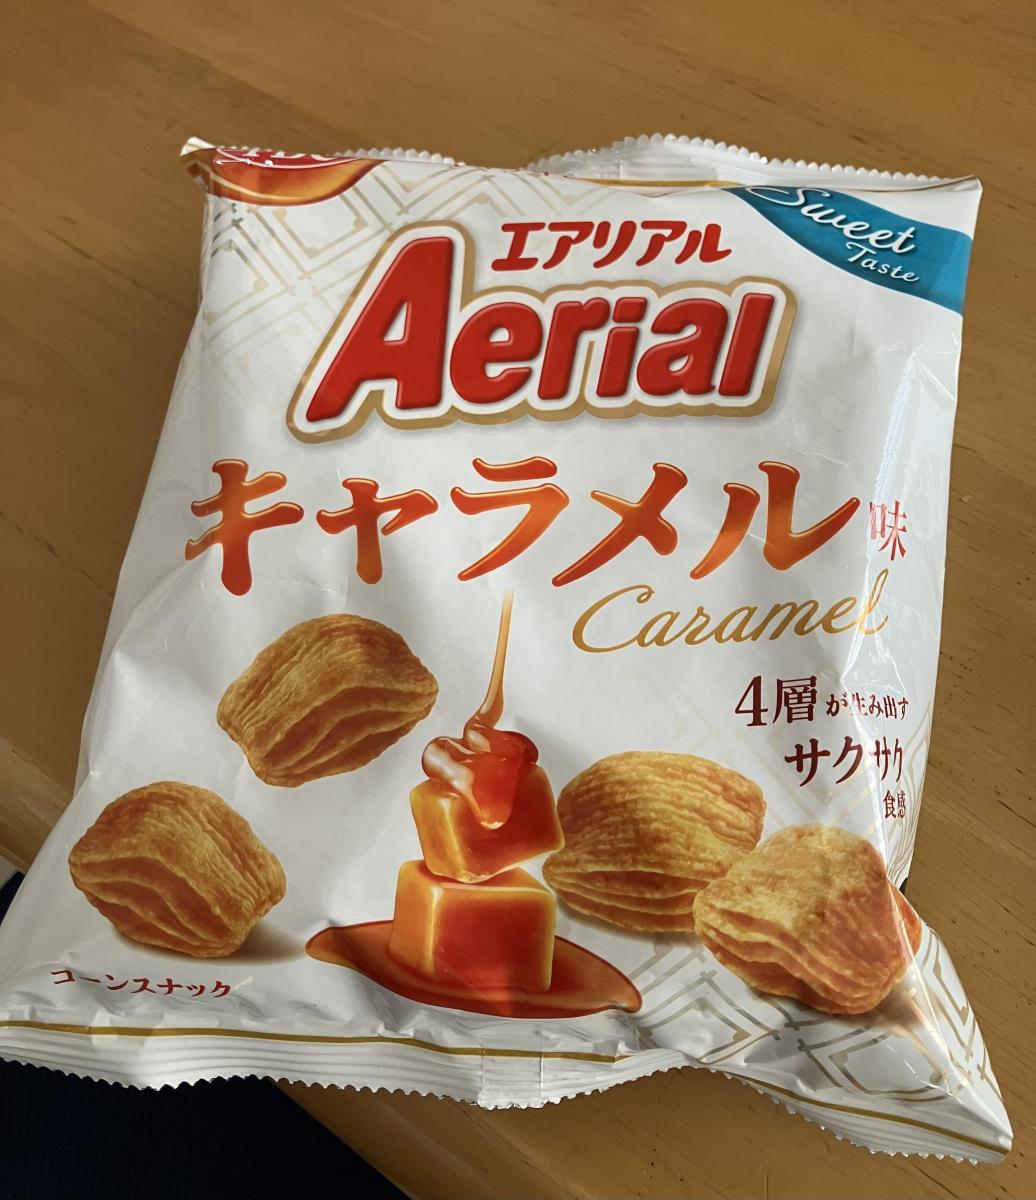 Sweet
Taste
エアリアル
Aerial
キャラメル味
Caramel
4層が生み出す
サクサク
食感
コーンスナック